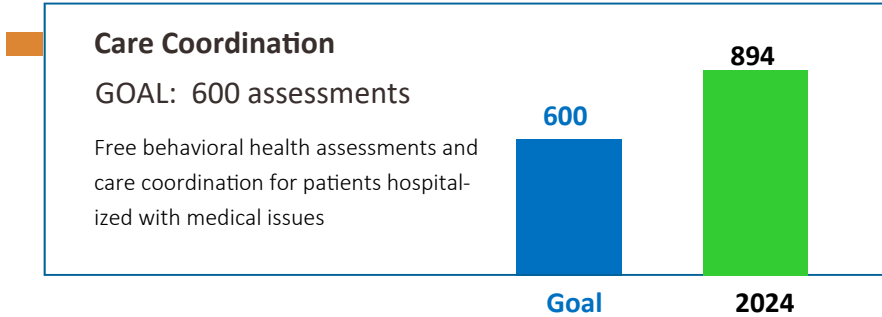 Care Coordination
GOAL:  600 assessments
Free behavioral health assessments and
care coordination for patients hospital-
ized with medical issues
600
894
Goal
2024